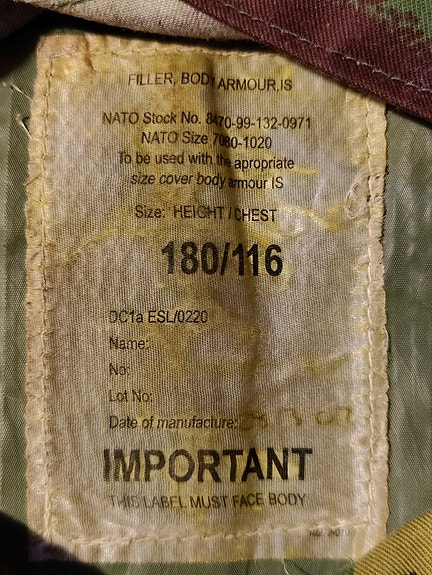 FILLER, BODY ARMOUR,IS
NATO Stock No. 8470-99-132-0971
NATO Size 7080-1020
To be used with the apropriate
size cover body armour IS
Size: HEIGHT / CHEST
180/116
DC1a ESL/0220
Name:
No:
Lot No:
Date of manufacture:
IMPORTANT
THIS LABEL MUST FACE BODY